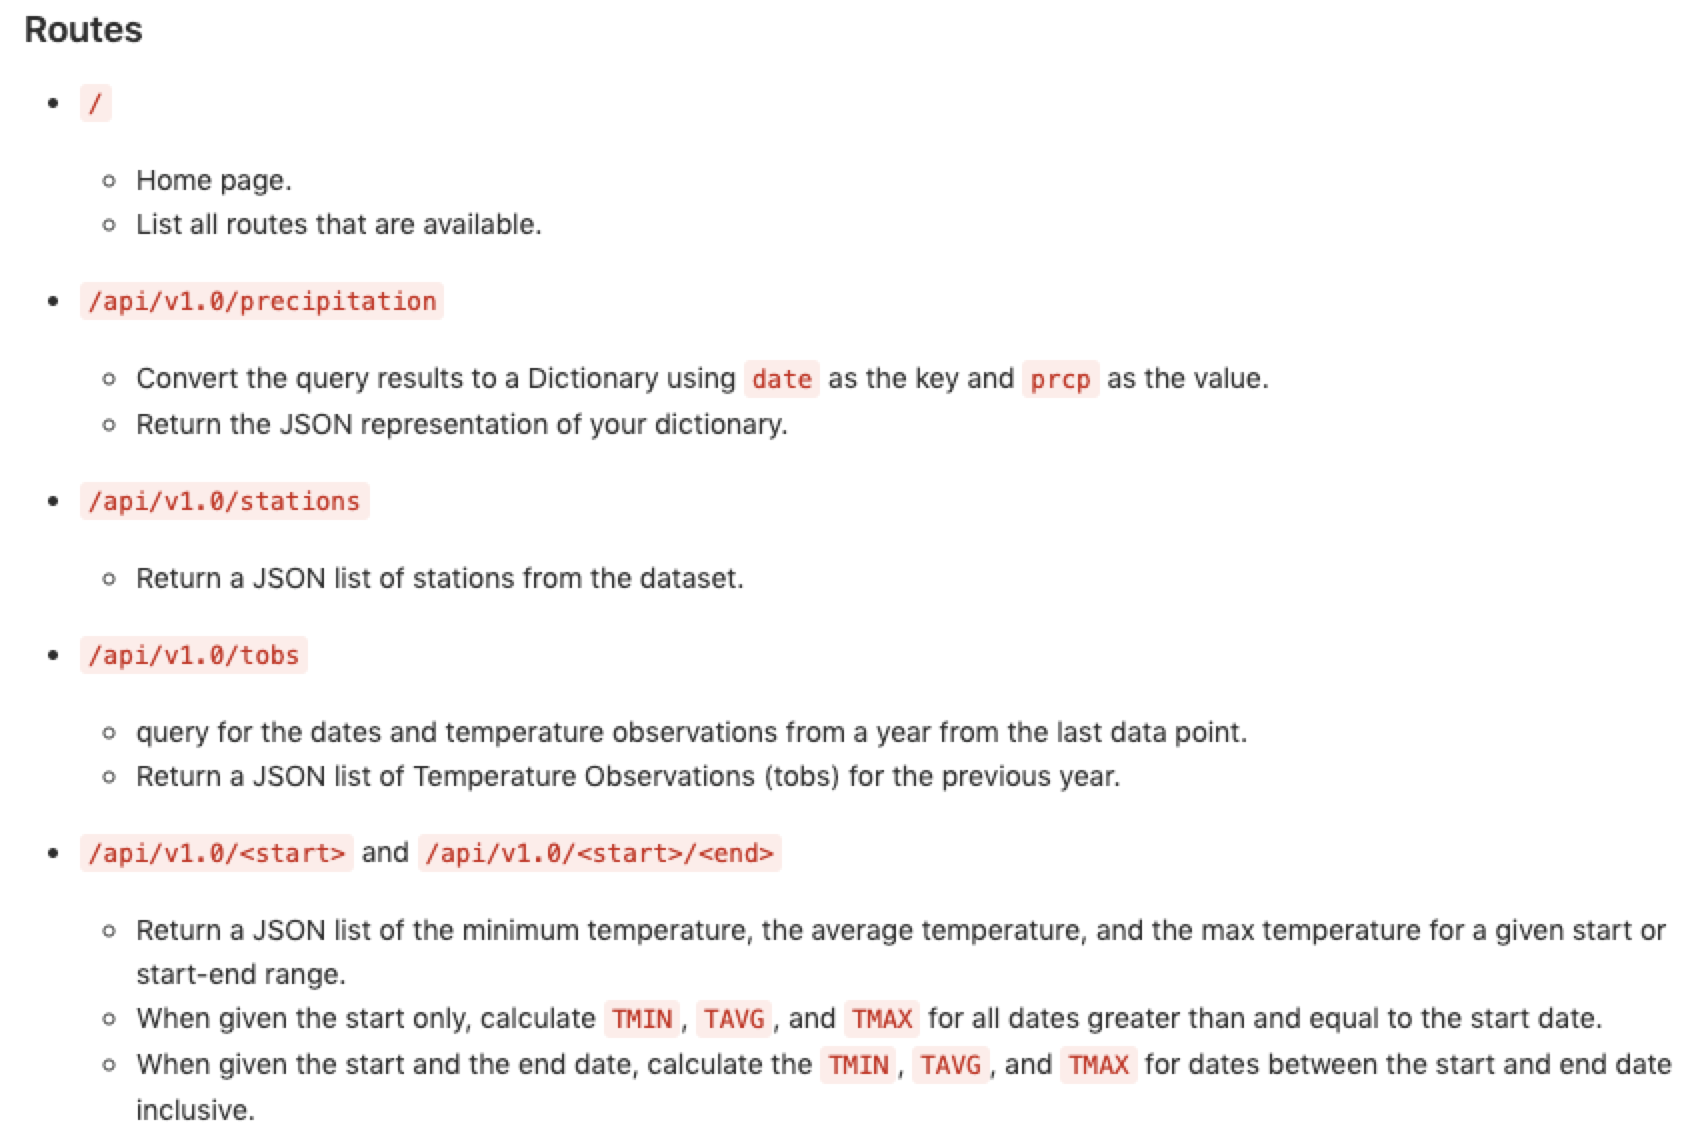 Routes
/
Home page.
List all routes that are available.
/api/v1.0/precipitation
Convert the query results to a Dictionary using date as the key and prcp as the value.
Return the JSON representation of your dictionary.
/api/v1.0/stations
Return a JSON list of stations from the dataset.
/api/v1.0/tobs
query for the dates and temperature observations from a year from the last data point.
Return a JSON list of Temperature Observations (tobs) for the previous year.
/api/v1.0/<start> and /api/v1.0/<start>/<end>
Return a JSON list of the minimum temperature, the average temperature, and the max temperature for a given start or
start-end range.
When given the start only, calculate TMIN, TAVG, and TMAX for all dates greater than and equal to the start date.
When given the start and the end date, calculate the TMIN, TAVG, and TMAX for dates between the start and end date
inclusive.